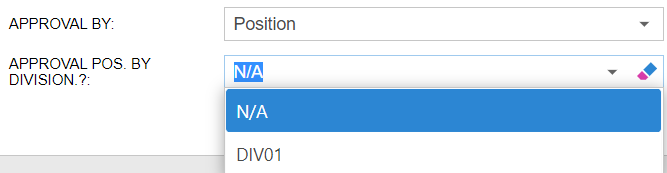 APPROVAL BY: Position
APPROVAL POS. BY
DIVISION.?: N/A
N/A
DIV01